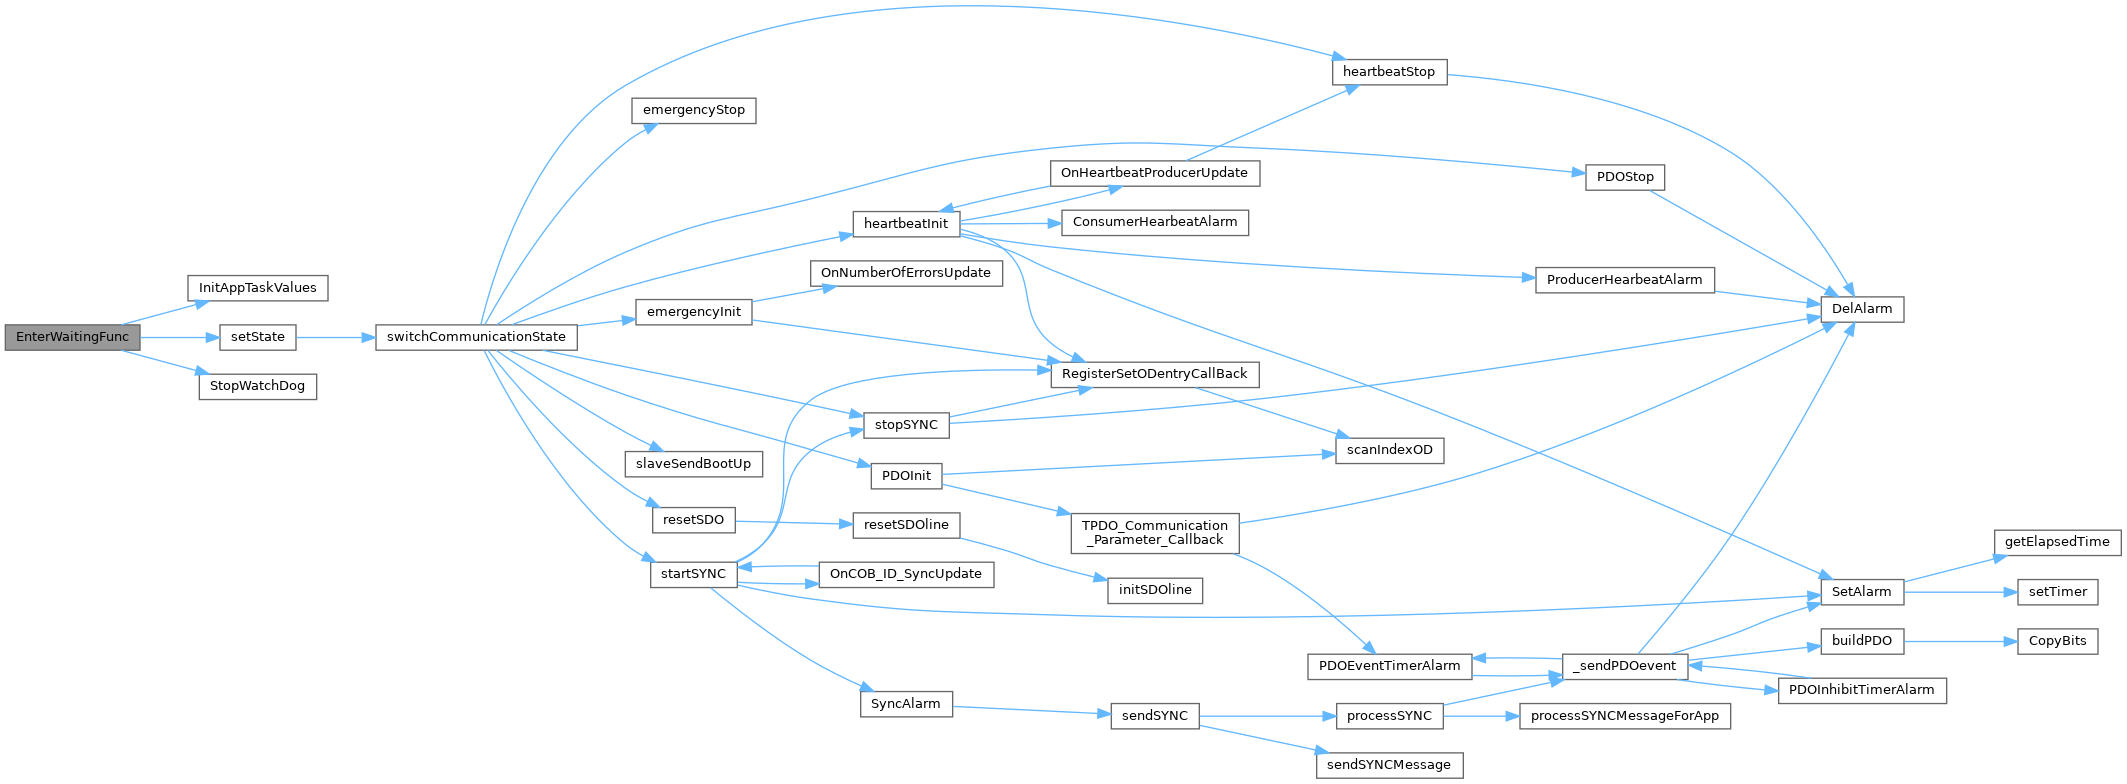 heartbeatStop
emergencyStop
OnHeartbeatProducerUpdate
PDOStop
heartbeatInit
ConsumerHearbeatAlarm
OnNumberOfErrorsUpdate
ProducerHearbeatAlarm
InitAppTaskValues
emergencyInit
DelAlarm
EnterWaitingFunc
setState
switchCommunicationState
StopWatchDog
RegisterSetODentryCallBack
stopSYNC
scanIndexOD
slaveSendBootUp
PDOInit
resetSDO
resetSDOline
TPDO_Communication
_Parameter_Callback
getElapsedTime
startSYNC
OnCOB_ID_SyncUpdate
initSDOline
SetAlarm
setTimer
buildPDO
CopyBits
PDOEventTimerAlarm
_sendPDOevent
PDOInhibitTimerAlarm
SyncAlarm
sendSYNC
processSYNC
processSYNCMessageForApp
sendSYNCMessage